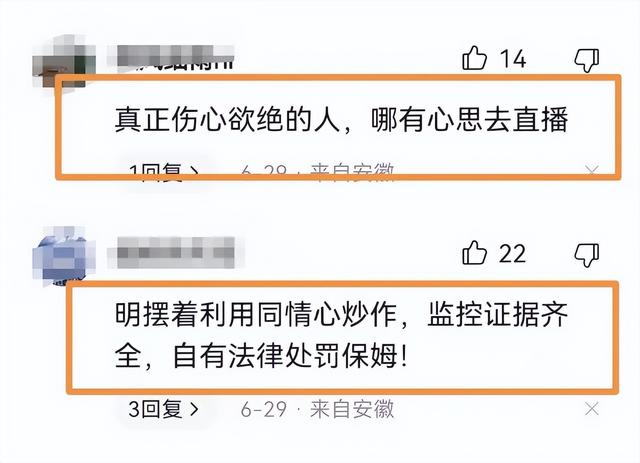 14
真正伤心欲绝的人，哪有心思去直播
1回复 > 6-29 · 来自安徽 ×
22
明摆着利用同情心炒作，监控证据齐
全，自有法律处罚保姆！
3回复 > 6-29 · 来自安徽 ×